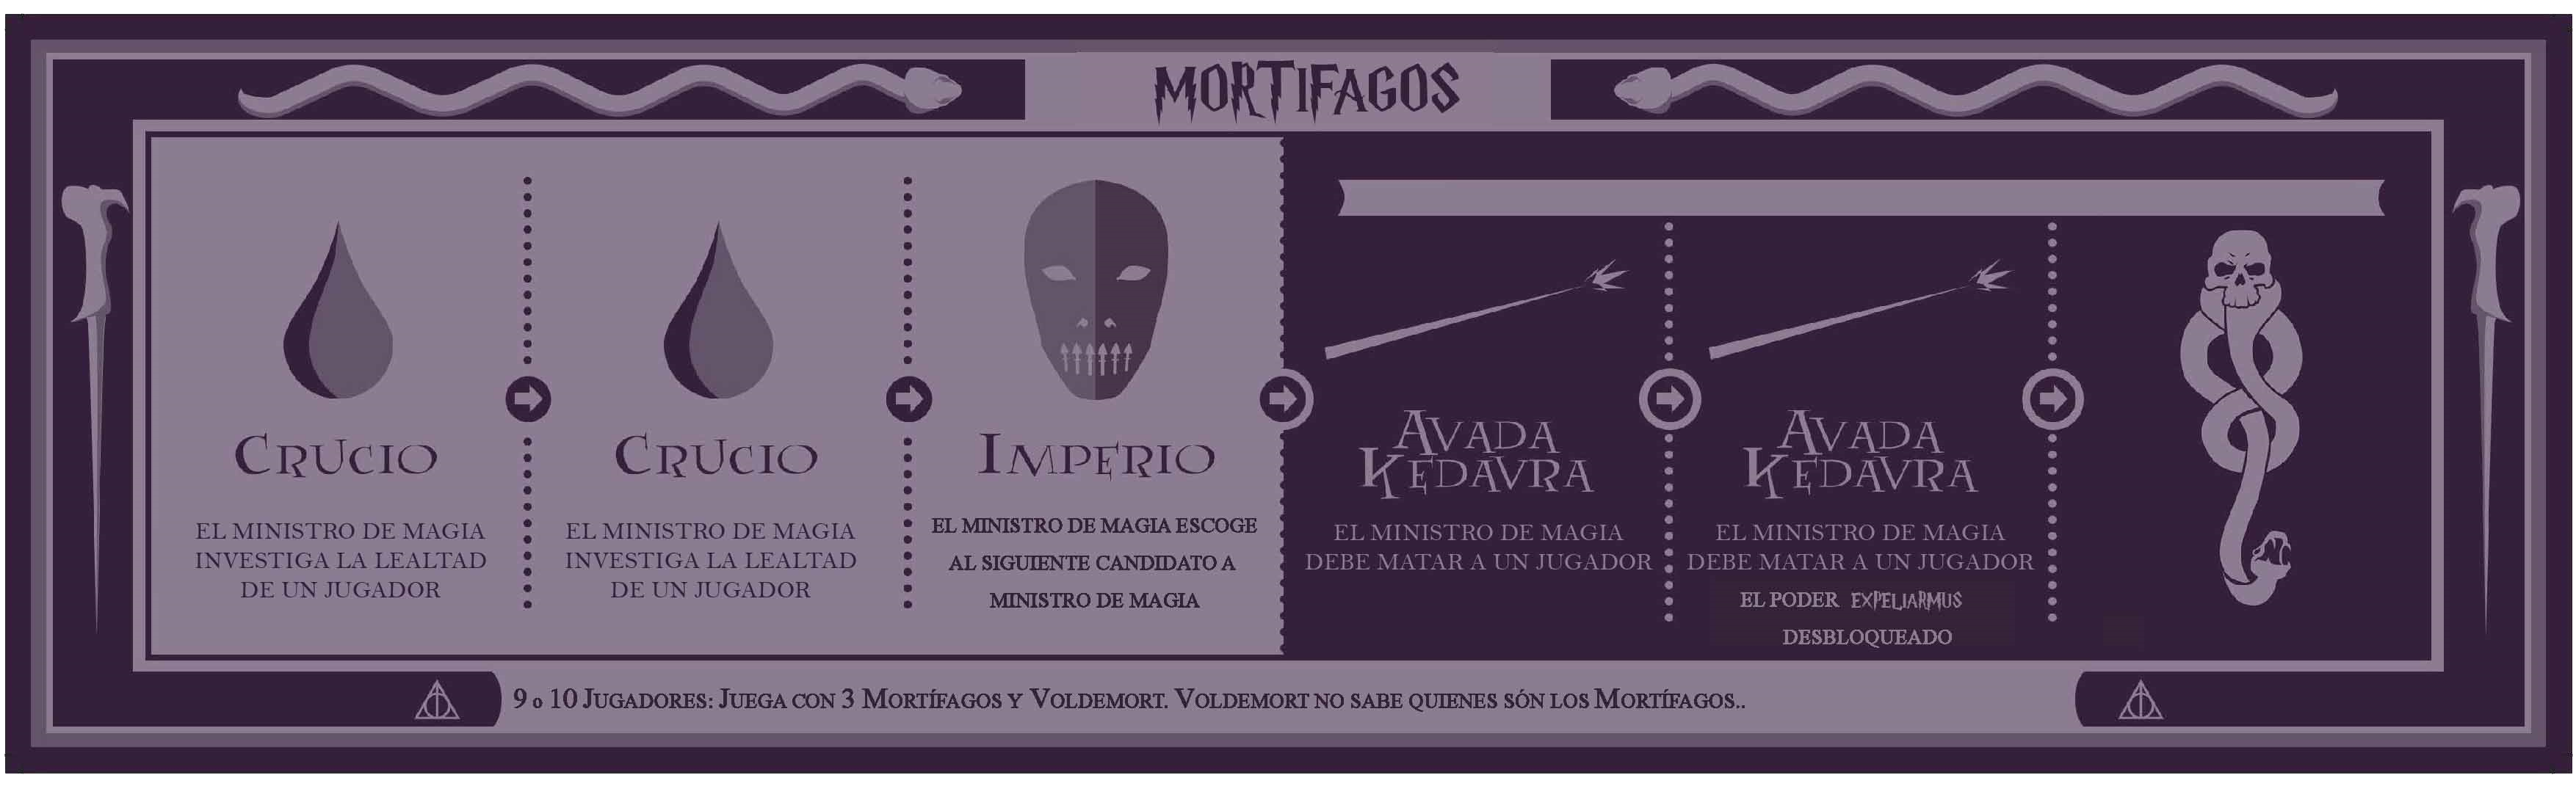 MORTIFAGOS
CRUCIO
EL MINISTRO DE MAGIA
INVESTIGA LA LEALTAD
DE UN JUGADOR
CRUCIO
EL MINISTRO DE MAGIA
INVESTIGA LA LEALTAD
DE UN JUGADOR
IMPERIO
EL MINISTRO DE MAGIA ESCOGE
AL SIGUIENTE CANDIDATO A
MINISTRO DE MAGIA
AVADA
KEDAVRA
EL MINISTRO DE MAGIA
DEBE MATAR A UN JUGADOR
AVADA
KEDAVRA
EL MINISTRO DE MAGIA
DEBE MATAR A UN JUGADOR
EL PODER EXPELIARMUS
DESBLOQUEADO
9 o 10 JUGADORES: JUEGA CON 3 MORTÍFAGOS Y VOLDEMORT. VOLDEMORT NO SABE QUIENES SÓN LOS MORTÍFAGOS..